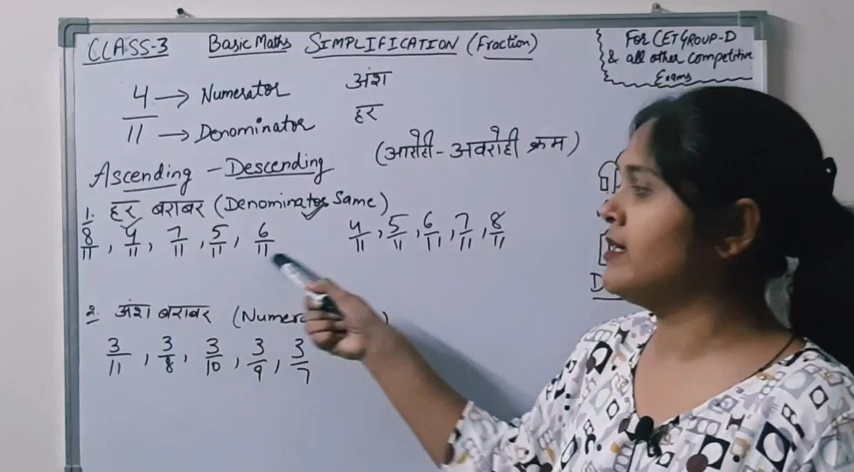 CLASS-3 Basic Maths SIMPLIFICATION (Fraction)
For CET GROUP-D
& all other competitive
Exams
4/11 → Numerator अंश
→ Denominator हर
Ascending - Descending (आरोही-अवरोही क्रम)
1. हर बराबर (Denominator Same)
8/11, 4/11, 7/11, 5/11, 6/11 4/11, 5/11, 6/11, 7/11, 8/11
2. अंश बराबर (Numera )
3/11, 3/8, 3/10, 3/9, 3/7